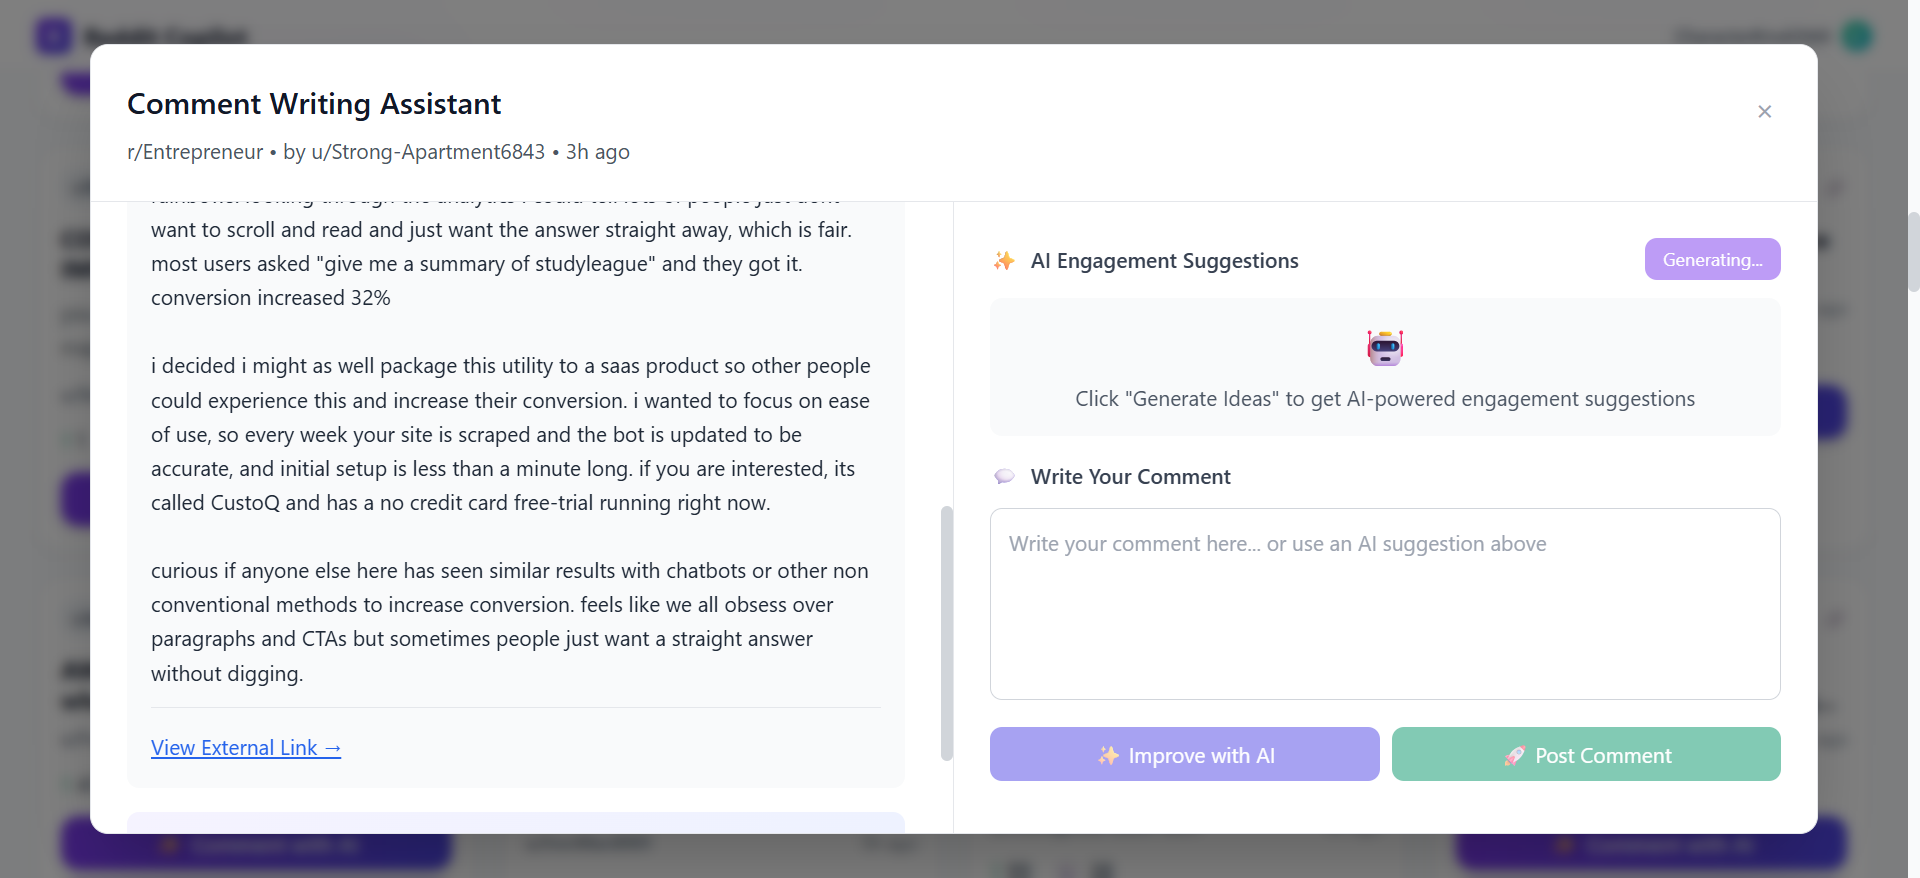 Comment Writing Assistant
r/Entrepreneur • by u/Strong-Apartment6843 • 3h ago
want to scroll and read and just want the answer straight away, which is fair.
most users asked "give me a summary of studyleague" and they got it.
conversion increased 32%
i decided i might as well package this utility to a saas product so other people
could experience this and increase their conversion. i wanted to focus on ease
of use, so every week your site is scraped and the bot is updated to be
accurate, and initial setup is less than a minute long. if you are interested, its
called CustoQ and has a no credit card free-trial running right now.
curious if anyone else here has seen similar results with chatbots or other non
conventional methods to increase conversion. feels like we all obsess over
paragraphs and CTAs but sometimes people just want a straight answer
without digging.
View External Link →
✨ AI Engagement Suggestions
Generating...
Click "Generate Ideas" to get AI-powered engagement suggestions
💬 Write Your Comment
Write your comment here... or use an AI suggestion above
✨ Improve with AI
🚀 Post Comment